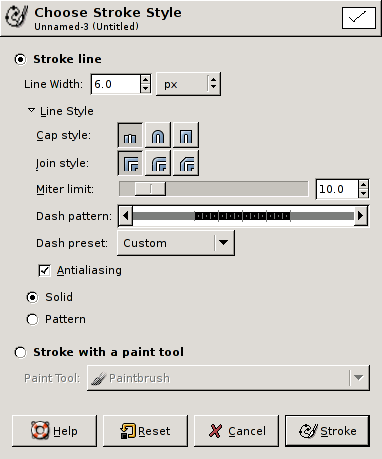 Choose Stroke Style
Unnamed-3 (Untitled)
Stroke line
Line Width: 6.0 px
Line Style
Cap style:
Join style:
Miter limit: 10.0
Dash pattern:
Dash preset: Custom
Antialiasing
Solid
Pattern
Stroke with a paint tool
Paint Tool: Paintbrush
Help Reset Cancel Stroke